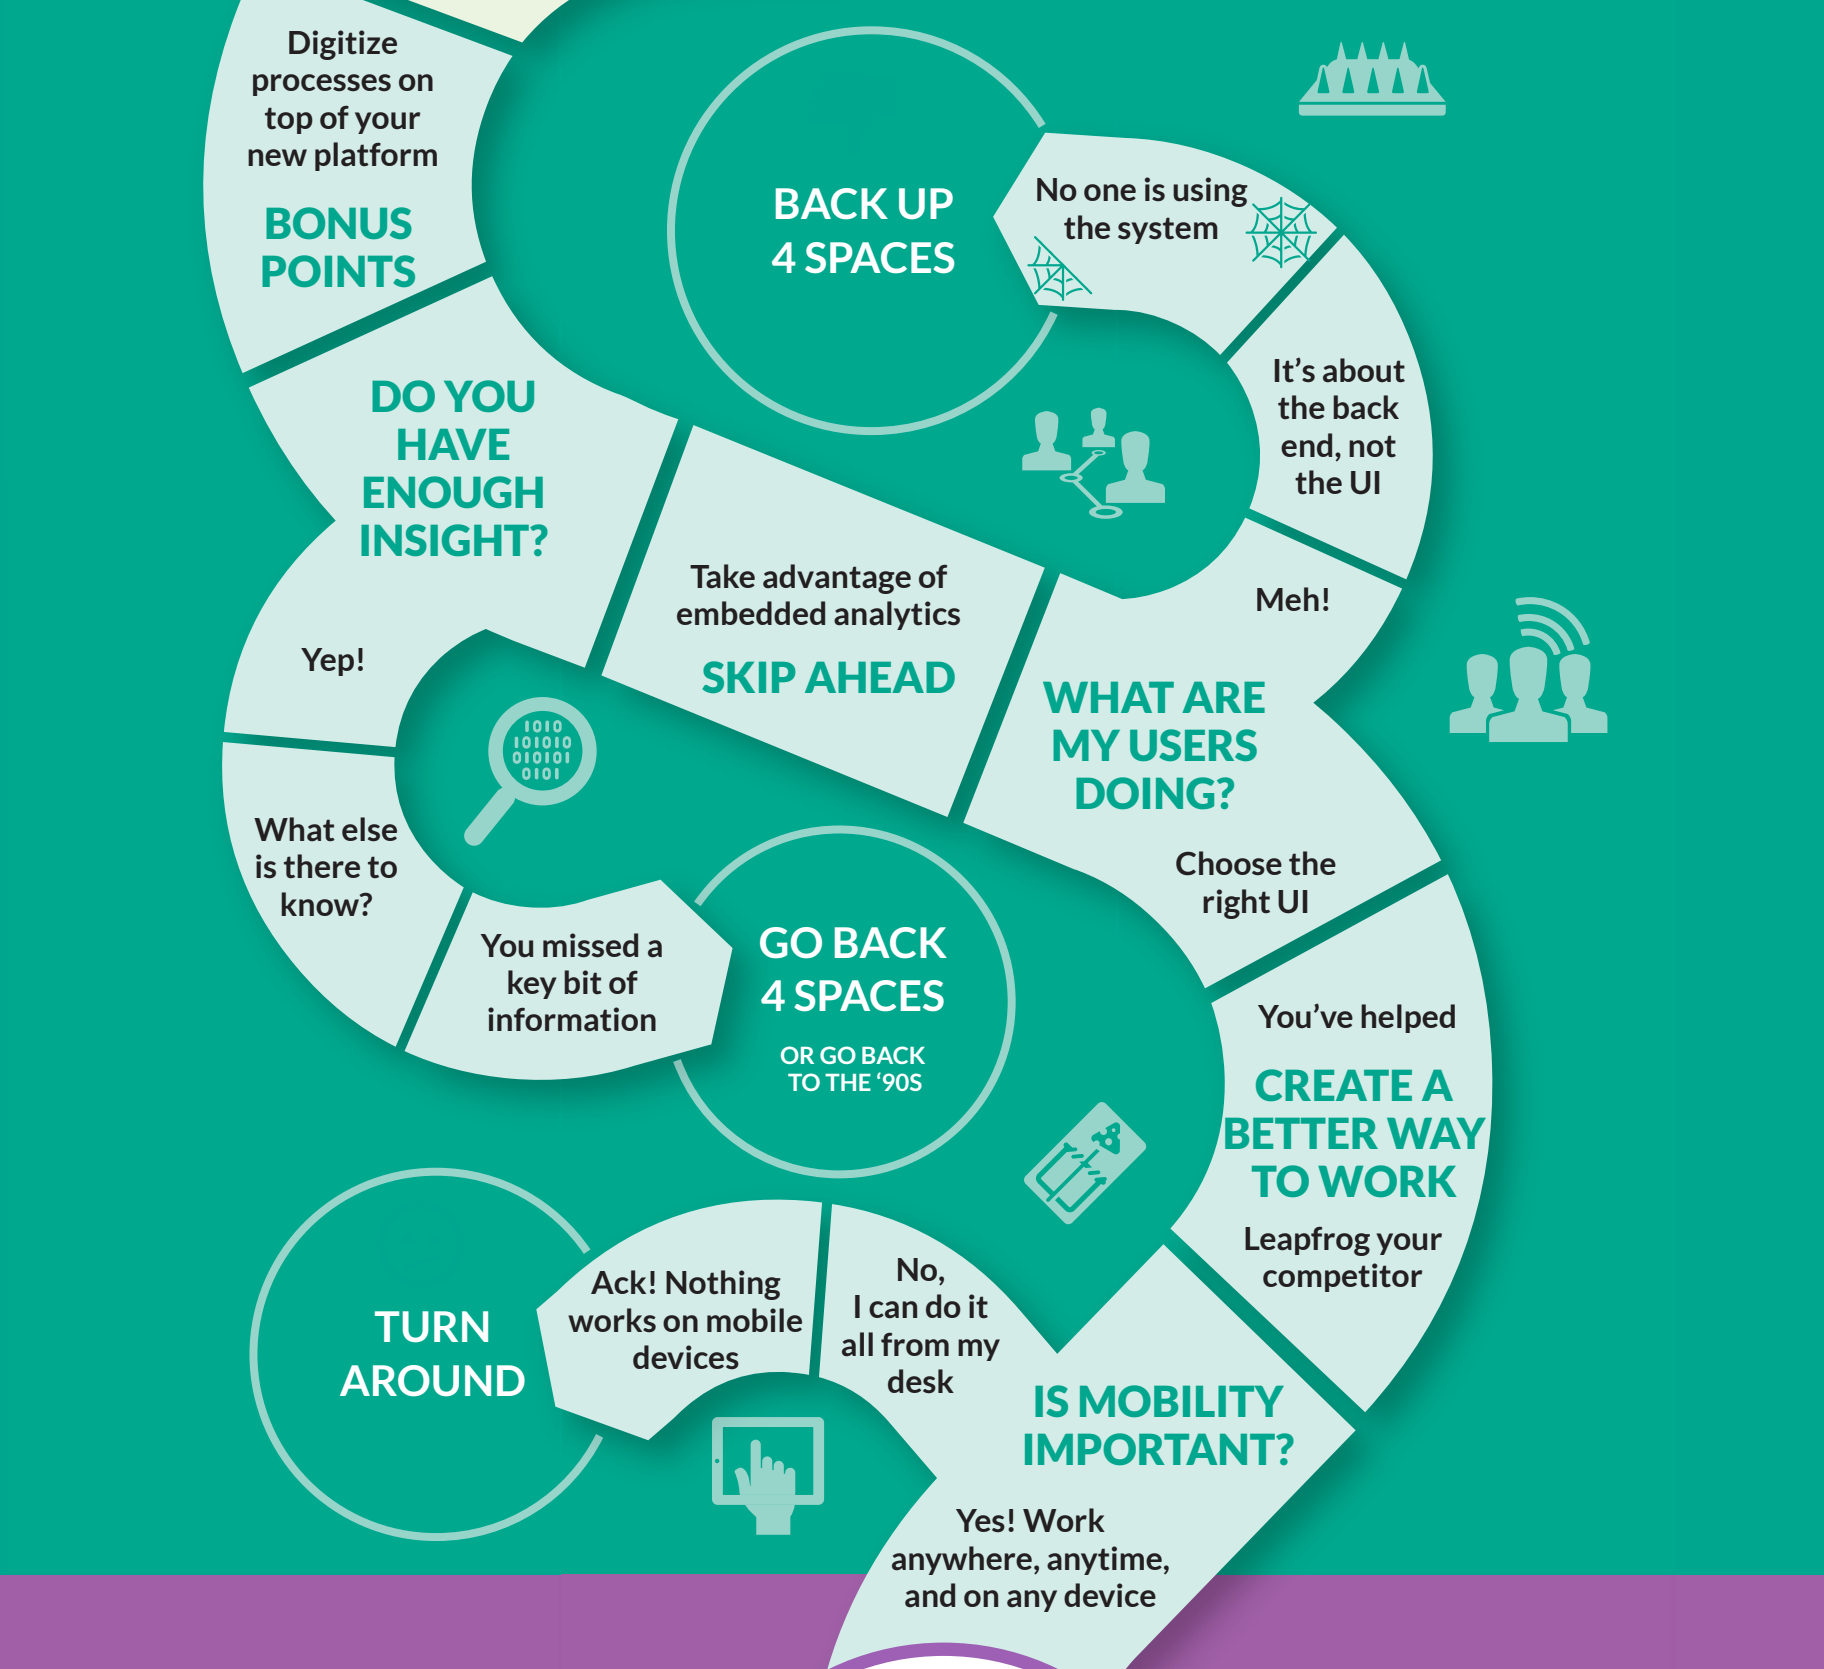 Digitize
processes on
top of your
new platform
BONUS
POINTS
BACK UP
4 SPACES
No one is using
the system
It's about
the back
end, not
the UI
Meh!
DO YOU
HAVE
ENOUGH
INSIGHT?
Yep!
Take advantage of
embedded analytics
SKIP AHEAD
WHAT ARE
MY USERS
DOING?
Choose the
right UI
1010
101010
010101
0101
What else
is there to
know?
You missed a
key bit of
information
GO BACK
4 SPACES
OR GO BACK
TO THE ‘90S
You’ve helped
CREATE A
BETTER WAY
TO WORK
Leapfrog your
competitor
TURN
AROUND
Ack! Nothing
works on mobile
devices
No,
I can do it
all from my
desk
IS MOBILITY
IMPORTANT?
Yes! Work
anywhere, anytime,
and on any device